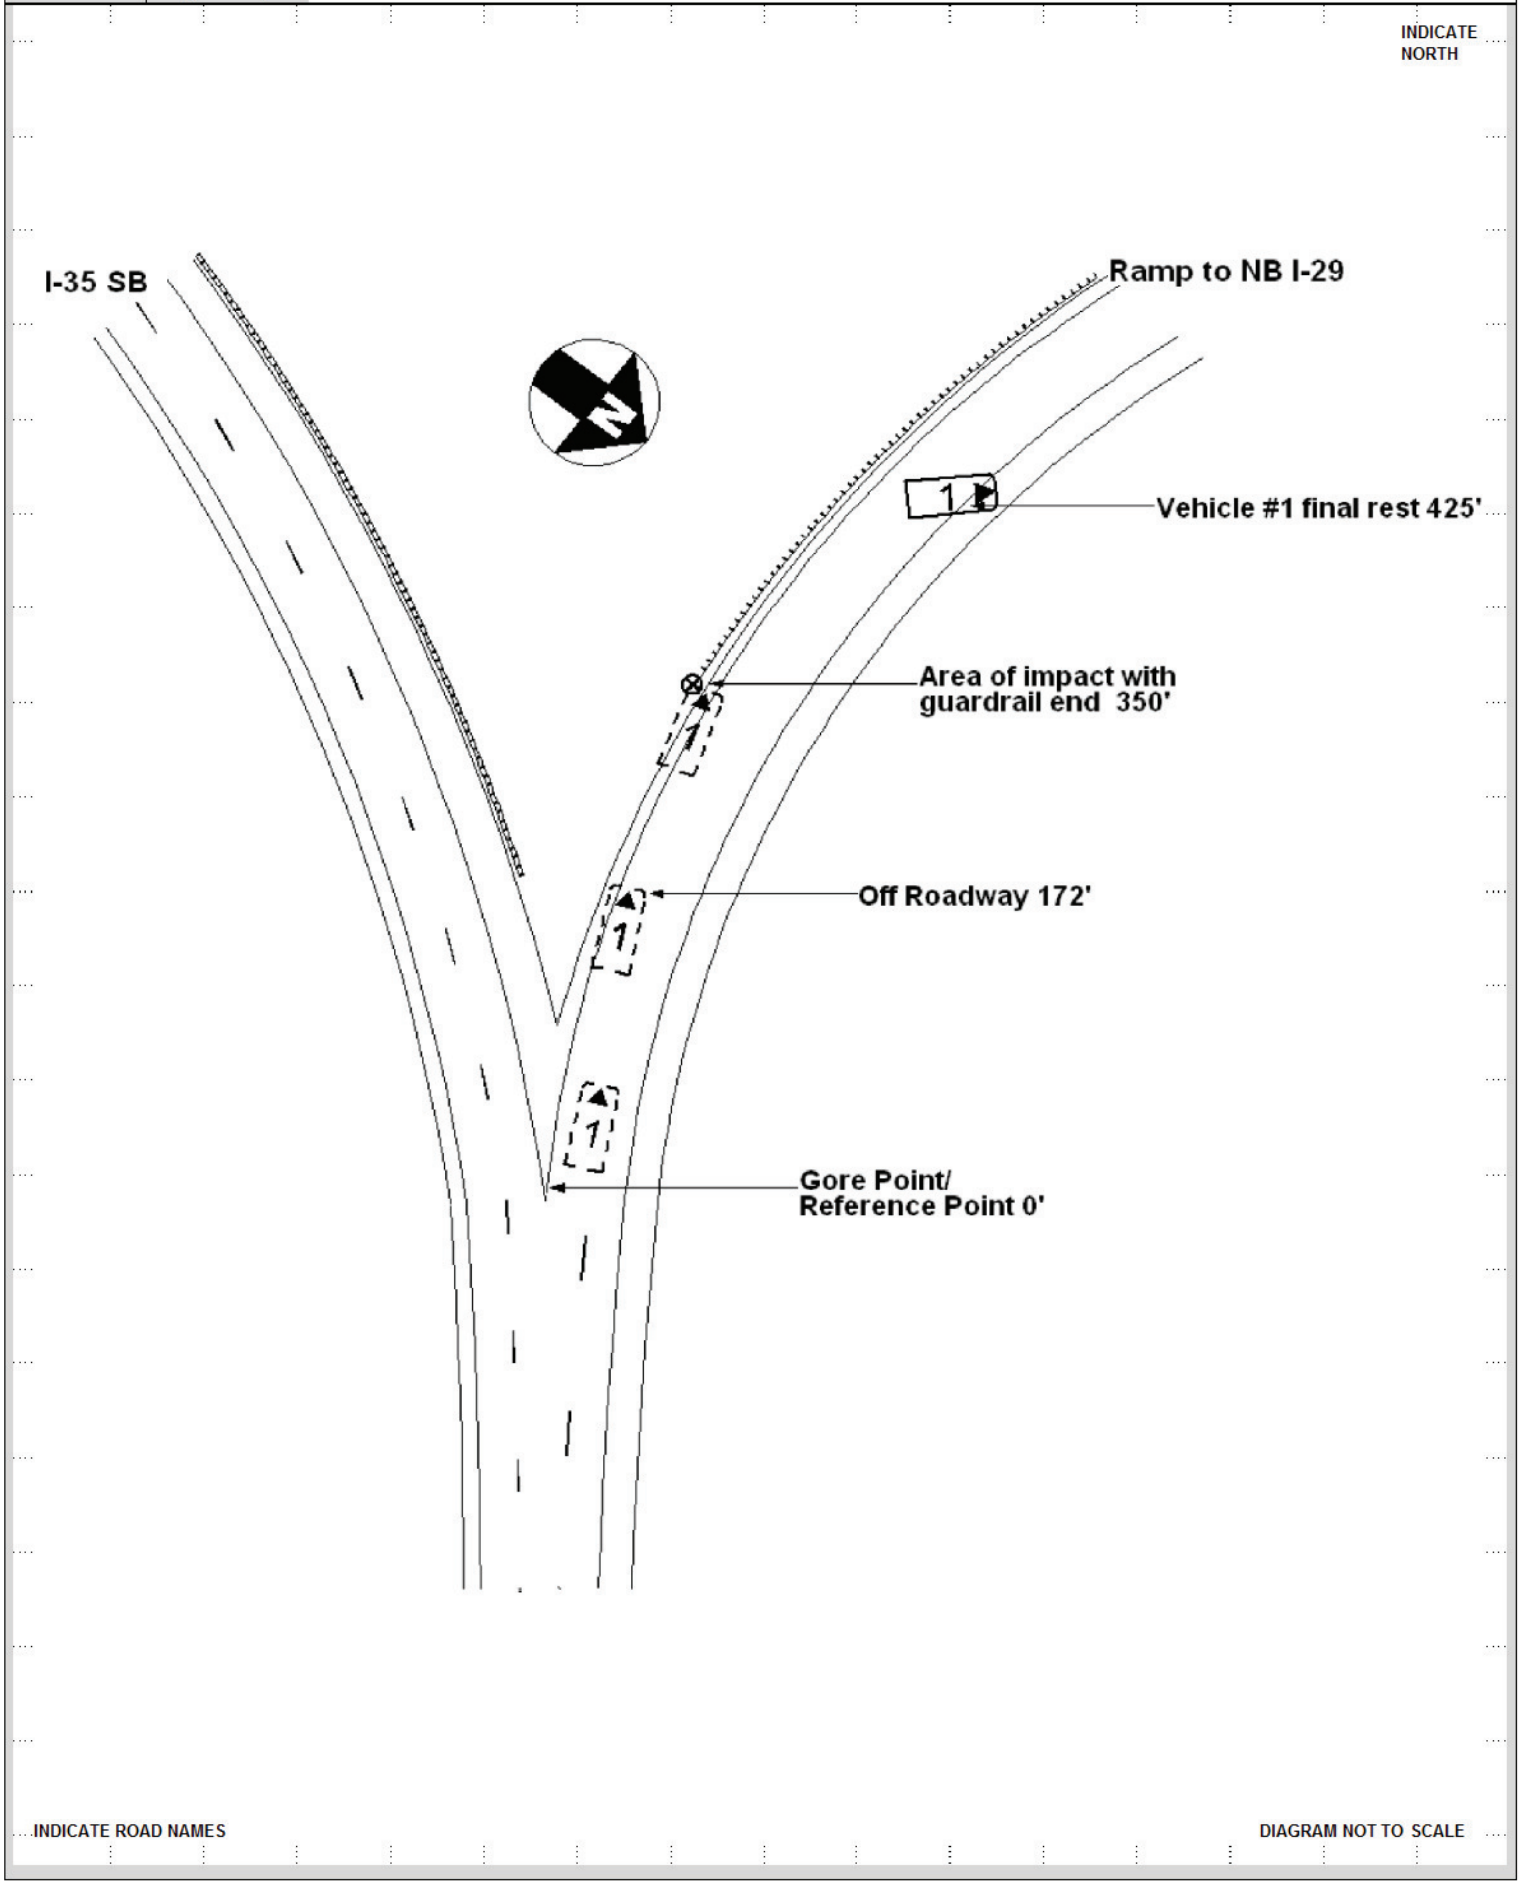 INDICATE
NORTH
I-35 SB
Ramp to NB I-29
N
1
Vehicle #1 final rest 425'
Area of impact with
guardrail end 350'
1
Off Roadway 172'
1
1
Gore Point/
Reference Point 0'
INDICATE ROAD NAMES
DIAGRAM NOT TO SCALE